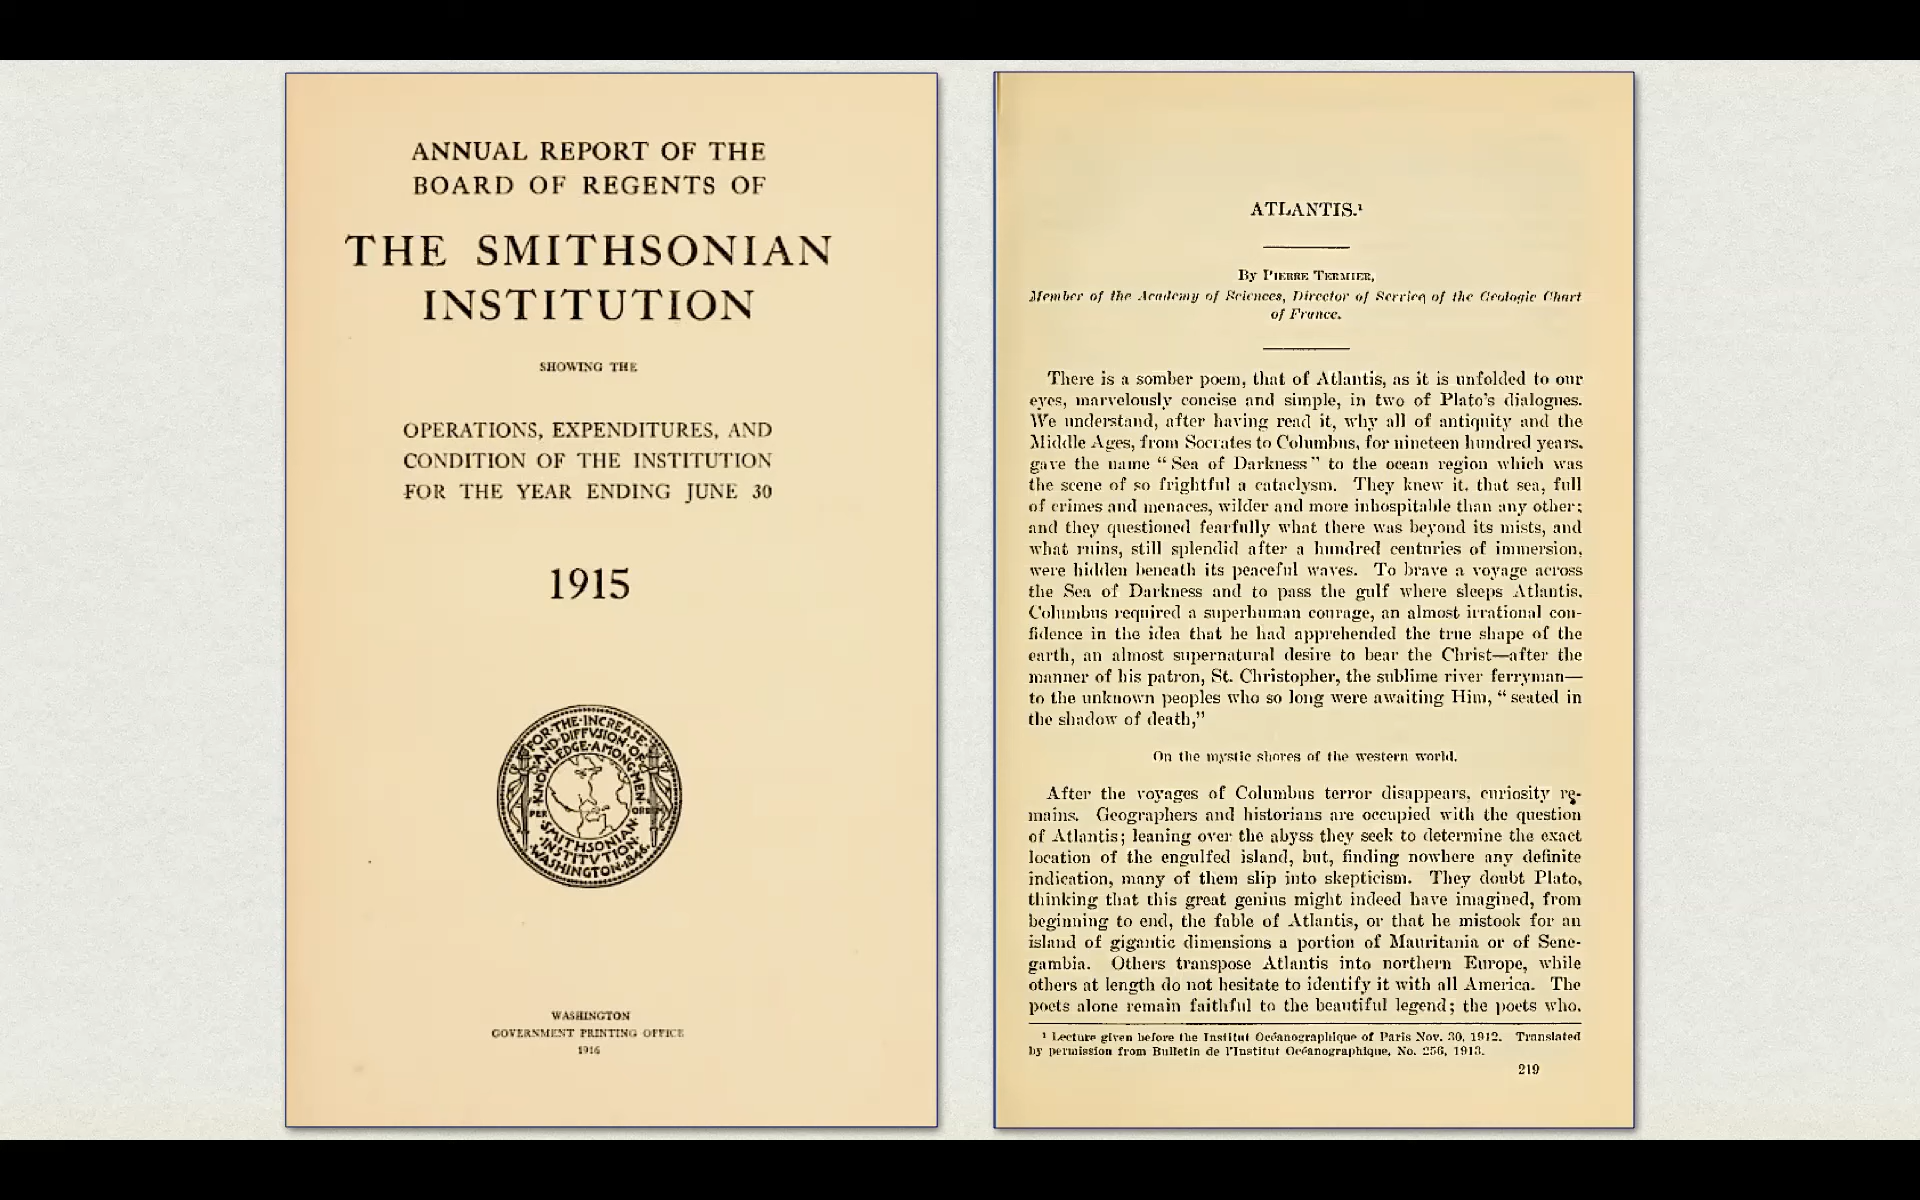 ANNUAL REPORT OF THE
BOARD OF REGENTS OF
THE SMITHSONIAN
INSTITUTION
SHOWING THE
OPERATIONS, EXPENDITURES, AND
CONDITION OF THE INSTITUTION
FOR THE YEAR ENDING JUNE 30
1915
FOR·THE·INCREASE
·AND·DIFFVSION·OF·
KNOWLEDGE·AMONG·MEN
PER
ORBEM
·SMITHSONIAN·
·INSTITVTION·
WASHINGTON·1846
WASHINGTON
GOVERNMENT PRINTING OFFICE
1916
ATLANTIS.¹
By PIERRE TERMIER,
Member of the Academy of Sciences, Director of Service of the Geologic Chart
of France.
There is a somber poem, that of Atlantis, as it is unfolded to our
eyes, marvelously concise and simple, in two of Plato's dialogues.
We understand, after having read it, why all of antiquity and the
Middle Ages, from Socrates to Columbus, for nineteen hundred years,
gave the name "Sea of Darkness" to the ocean region which was
the scene of so frightful a cataclysm. They knew it, that sea, full
of crimes and menaces, wilder and more inhospitable than any other;
and they questioned fearfully what there was beyond its mists, and
what ruins, still splendid after a hundred centuries of immersion,
were hidden beneath its peaceful waves. To brave a voyage across
the Sea of Darkness and to pass the gulf where sleeps Atlantis,
Columbus required a superhuman courage, an almost irrational con-
fidence in the idea that he had apprehended the true shape of the
earth, an almost supernatural desire to bear the Christ—after the
manner of his patron, St. Christopher, the sublime river ferryman—
to the unknown peoples who so long were awaiting Him, "seated in
the shadow of death,"
On the mystic shores of the western world.
After the voyages of Columbus terror disappears, curiosity re-
mains. Geographers and historians are occupied with the question
of Atlantis; leaning over the abyss they seek to determine the exact
location of the engulfed island, but, finding nowhere any definite
indication, many of them slip into skepticism. They doubt Plato,
thinking that this great genius might indeed have imagined, from
beginning to end, the fable of Atlantis, or that he mistook for an
island of gigantic dimensions a portion of Mauritania or of Sene-
gambia. Others transpose Atlantis into northern Europe, while
others at length do not hesitate to identify it with all America. The
poets alone remain faithful to the beautiful legend; the poets who,
¹ Lecture given before the Institut Océanographique of Paris Nov. 30, 1912. Translated
by permission from Bulletin de l'Institut Océanographique, No. 256, 1913.
219